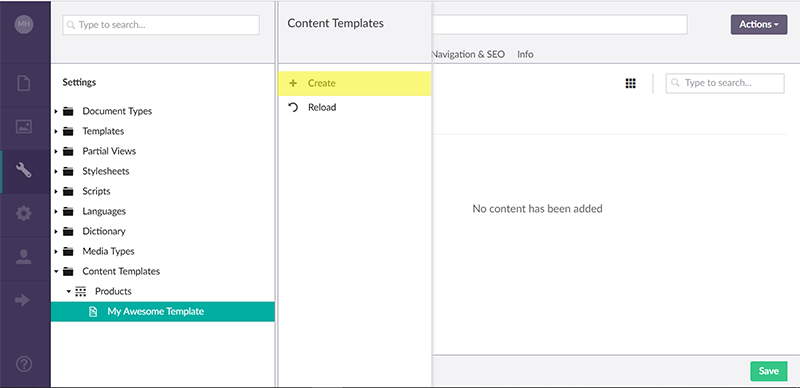 MH
Type to search...
Settings
Document Types
Templates
Partial Views
Stylesheets
Scripts
Languages
Dictionary
Media Types
Content Templates
Products
My Awesome Template
Content Templates
Create
Reload
Actions
Navigation & SEO Info
Type to search...
No content has been added
Save